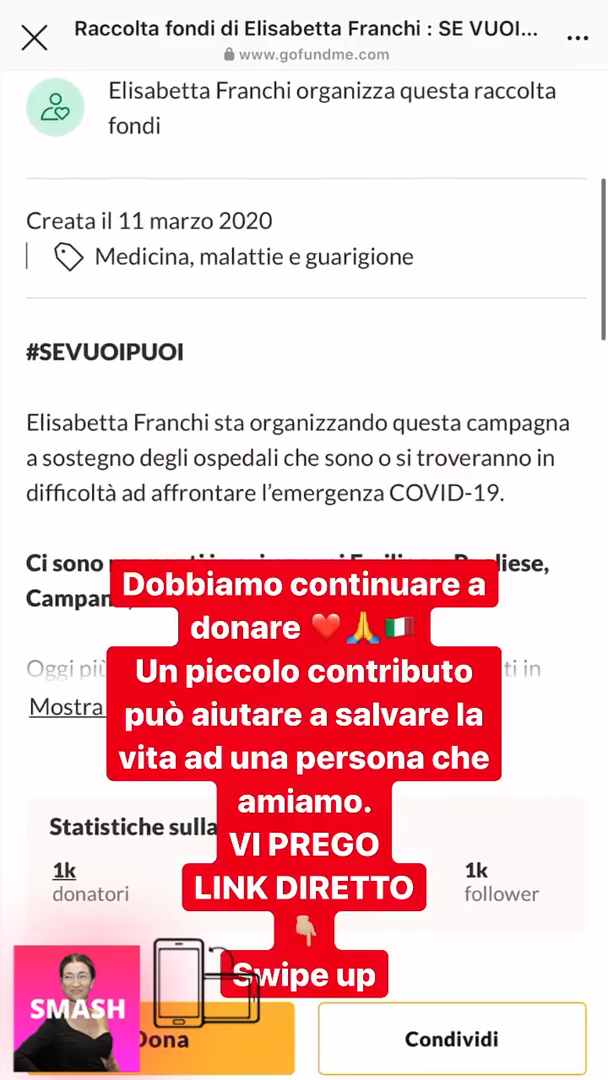 Raccolta fondi di Elisabetta Franchi : SE VUOI...
www.gofundme.com
Elisabetta Franchi organizza questa raccolta
fondi
Creata il 11 marzo 2020
Medicina, malattie e guarigione
#SEVUOIPUOI
Elisabetta Franchi sta organizzando questa campagna
a sostegno degli ospedali che sono o si troveranno in
difficoltà ad affrontare l'emergenza COVID-19.
Ci sono
Dobbiamo continuare a
donare ❤️🙏🇮🇹
Un piccolo contributo
può aiutare a salvare la
vita ad una persona che
amiamo.
VI PREGO
LINK DIRETTO
👇🏼
Swipe up
Oggi più
ti in
Mostra
Statistiche sulla
1k
donatori
1k
follower
SMASH
Dona
Condividi